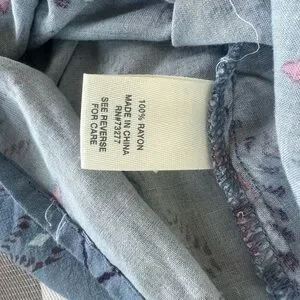 100% RAYON
MADE IN CHINA
RN#73277
SEE REVERSE
FOR CARE